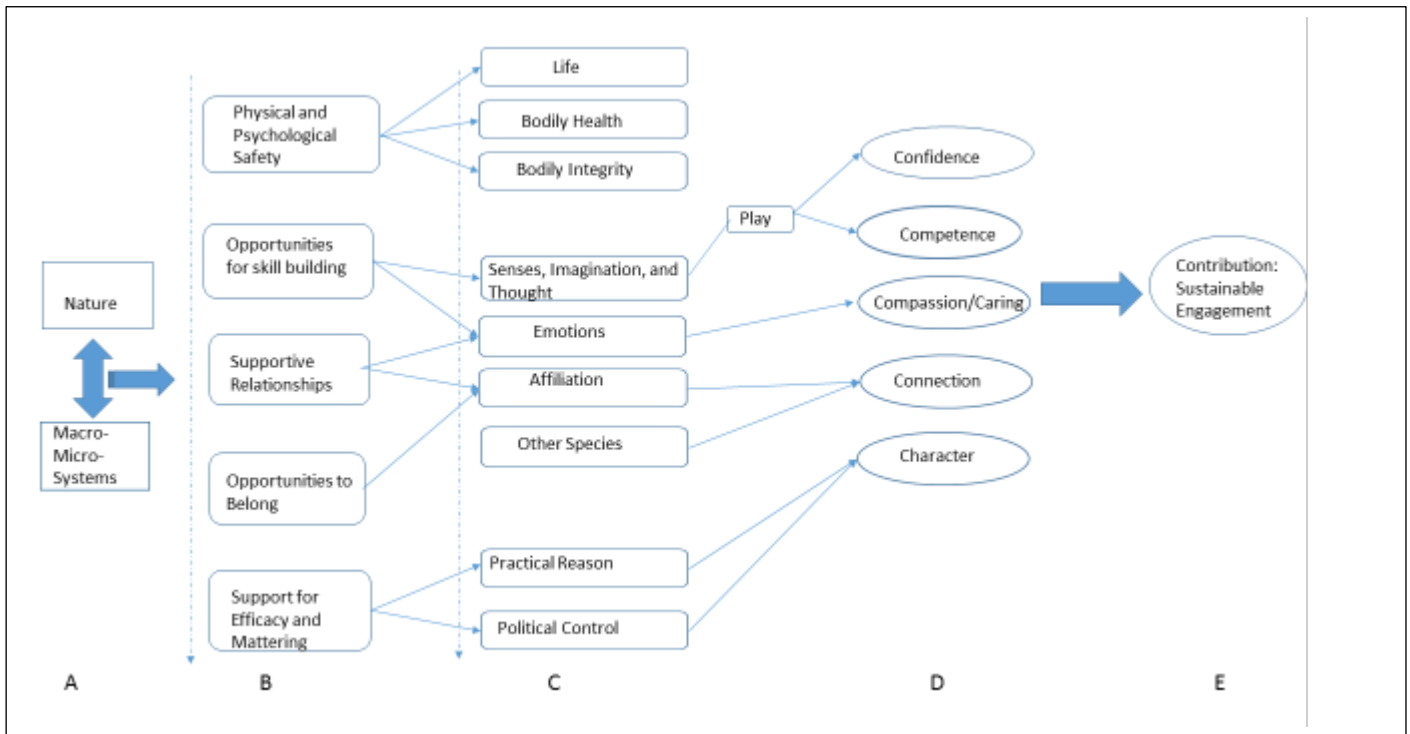 Nature
Macro-
Micro-
Systems
Physical and
Psychological
Safety
Opportunities
for skill building
Supportive
Relationships
Opportunities to
Belong
Support for
Efficacy and
Mattering
Life
Bodily Health
Bodily Integrity
Senses, Imagination, and
Thought
Emotions
Affiliation
Other Species
Practical Reason
Political Control
Play
Confidence
Competence
Compassion/Caring
Connection
Character
Contribution:
Sustainable
Engagement
A
B
C
D
E